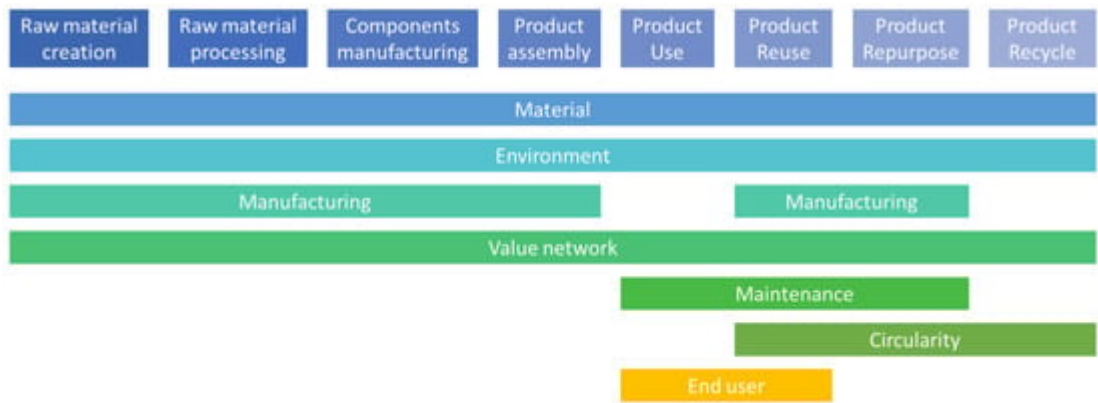 Raw material
creation
Raw material
processing
Components
manufacturing
Product
assembly
Product
Use
Product
Reuse
Product
Repurpose
Product
Recycle
Material
Environment
Manufacturing
Manufacturing
Value network
Maintenance
Circularity
End user